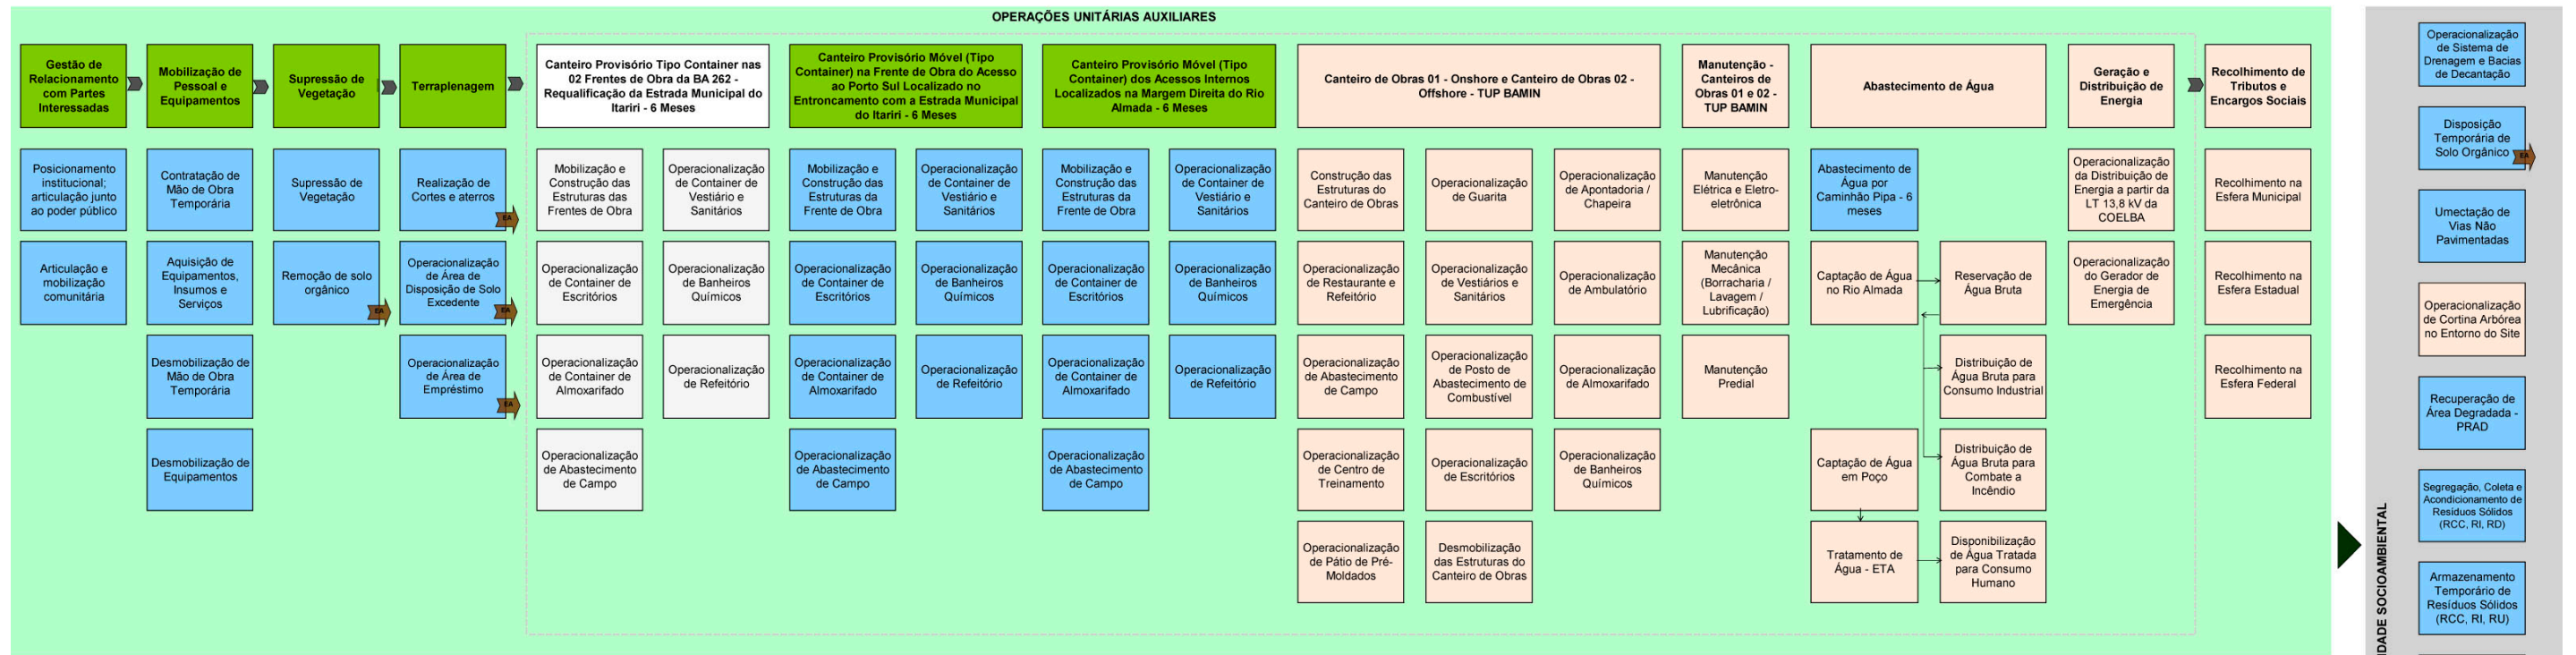 OPERAÇÕES UNITÁRIAS AUXILIARES
Gestão de
Relacionamento
com Partes
Interessadas
Posicionamento
institucional;
articulação junto
ao poder público
Articulação e
mobilização
comunitária
Mobilização de
Pessoal e
Equipamentos
Contratação de
Mão de Obra
Temporária
Aquisição de
Equipamentos,
Insumos e
Serviços
Desmobilização de
Mão de Obra
Temporária
Desmobilização de
Equipamentos
Supressão de
Vegetação
Supressão de
Vegetação
Remoção de solo
orgânico
EA
Terraplenagem
Realização de
Cortes e aterros
EA
Operacionalização
de Área de
Disposição de Solo
Excedente
EA
Operacionalização
de Área de
Empréstimo
EA
Canteiro Provisório Tipo Container nas
02 Frentes de Obra da BA 262 -
Requalificação da Estrada Municipal do
Itariri - 6 Meses
Mobilização e
Construção das
Estruturas das
Frentes de Obra
Operacionalização
de Container de
Vestiário e
Sanitários
Operacionalização
de Container de
Escritórios
Operacionalização
de Banheiros
Químicos
Operacionalização
de Container de
Almoxarifado
Operacionalização
de Refeitório
Operacionalização
de Abastecimento
de Campo
Canteiro Provisório Móvel (Tipo
Container) na Frente de Obra do Acesso
ao Porto Sul Localizado no
Entroncamento com a Estrada Municipal
do Itariri - 6 Meses
Mobilização e
Construção das
Estruturas da
Frente de Obra
Operacionalização
de Container de
Vestiário e
Sanitários
Operacionalização
de Container de
Escritórios
Operacionalização
de Banheiros
Químicos
Operacionalização
de Container de
Almoxarifado
Operacionalização
de Refeitório
Operacionalização
de Abastecimento
de Campo
Canteiro Provisório Móvel (Tipo
Container) dos Acessos Internos
Localizados na Margem Direita do Rio
Almada - 6 Meses
Mobilização e
Construção das
Estruturas da
Frente de Obra
Operacionalização
de Container de
Vestiário e
Sanitários
Operacionalização
de Container de
Escritórios
Operacionalização
de Banheiros
Químicos
Operacionalização
de Container de
Almoxarifado
Operacionalização
de Refeitório
Operacionalização
de Abastecimento
de Campo
Canteiro de Obras 01 - Onshore e Canteiro de Obras 02 -
Offshore - TUP BAMIN
Construção das
Estruturas do
Canteiro de Obras
Operacionalização
de Guarita
Operacionalização
de Apontadoria /
Chapeira
Operacionalização
de Restaurante e
Refeitório
Operacionalização
de Vestiários e
Sanitários
Operacionalização
de Ambulatório
Operacionalização
de Abastecimento
de Campo
Operacionalização
de Posto de
Abastecimento de
Combustível
Operacionalização
de Almoxarifado
Operacionalização
de Centro de
Treinamento
Operacionalização
de Escritórios
Operacionalização
de Banheiros
Químicos
Operacionalização
de Pátio de Pré-
Moldados
Desmobilização
das Estruturas do
Canteiro de Obras
Manutenção -
Canteiros de
Obras 01 e 02 -
TUP BAMIN
Manutenção
Elétrica e Eletro-
eletrônica
Manutenção
Mecânica
(Borracharia /
Lavagem /
Lubrificação)
Manutenção
Predial
Abastecimento de Água
Abastecimento de
Água por
Caminhão Pipa - 6
meses
Captação de Água
no Rio Almada
Reservação de
Água Bruta
Distribuição de
Água Bruta para
Consumo Industrial
Captação de Água
em Poço
Distribuição de
Água Bruta para
Combate a
Incêndio
Tratamento de
Água - ETA
Disponibilização
de Água Tratada
para Consumo
Humano
Geração e
Distribuição de
Energia
Operacionalização
da Distribuição de
Energia a partir da
LT 13,8 kV da
COELBA
Operacionalização
do Gerador de
Energia de
Emergência
Recolhimento de
Tributos e
Encargos Sociais
Recolhimento na
Esfera Municipal
Recolhimento na
Esfera Estadual
Recolhimento na
Esfera Federal
IDADE SOCIOAMBIENTAL
Operacionalização
de Sistema de
Drenagem e Bacias
de Decantação
Disposição
Temporária de
Solo Orgânico
EA
Umectação de
Vias Não
Pavimentadas
Operacionalização
de Cortina Arbórea
no Entorno do Site
Recuperação de
Área Degradada -
PRAD
Segregação, Coleta e
Acondicionamento de
Resíduos Sólidos
(RCC, RI, RD)
Armazenamento
Temporário de
Resíduos Sólidos
(RCC, RI, RU)